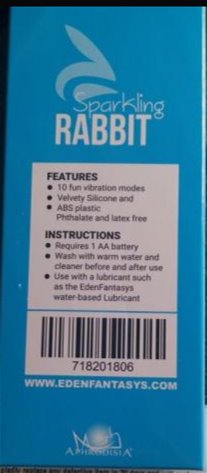 Sparkling
RABBIT
FEATURES
• 10 fun vibration modes
• Velvety Silicone and
• ABS plastic
Phthalate and latex free
INSTRUCTIONS
• Requires 1 AA battery
• Wash with warm water and
cleaner before and after use
• Use with a lubricant such
as the EdenFantasys
water-based Lubricant
718201806
WWW.EDENFANTASYS.COM
APHRODISIA